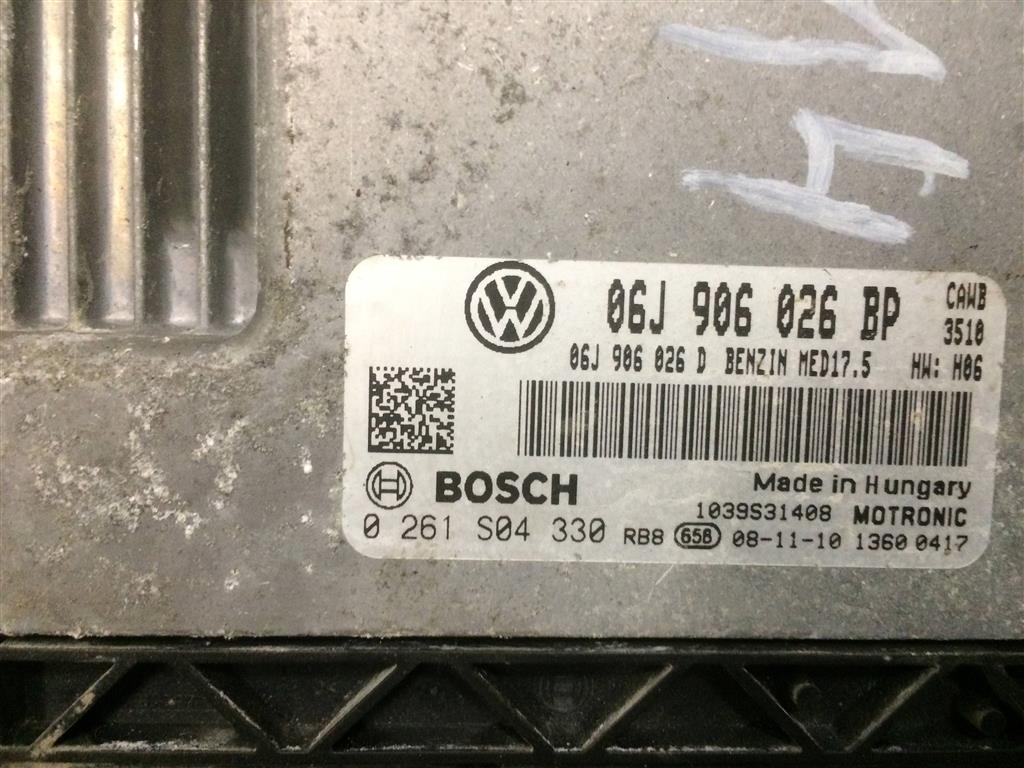 06J 906 026 BP
CAWB
3510
06J 906 026 D BENZIN MED17.5 HW: H06
BOSCH
Made in Hungary
1039S31408 MOTRONIC
0 261 S04 330 RB8 658 08-11-10 1360 0417